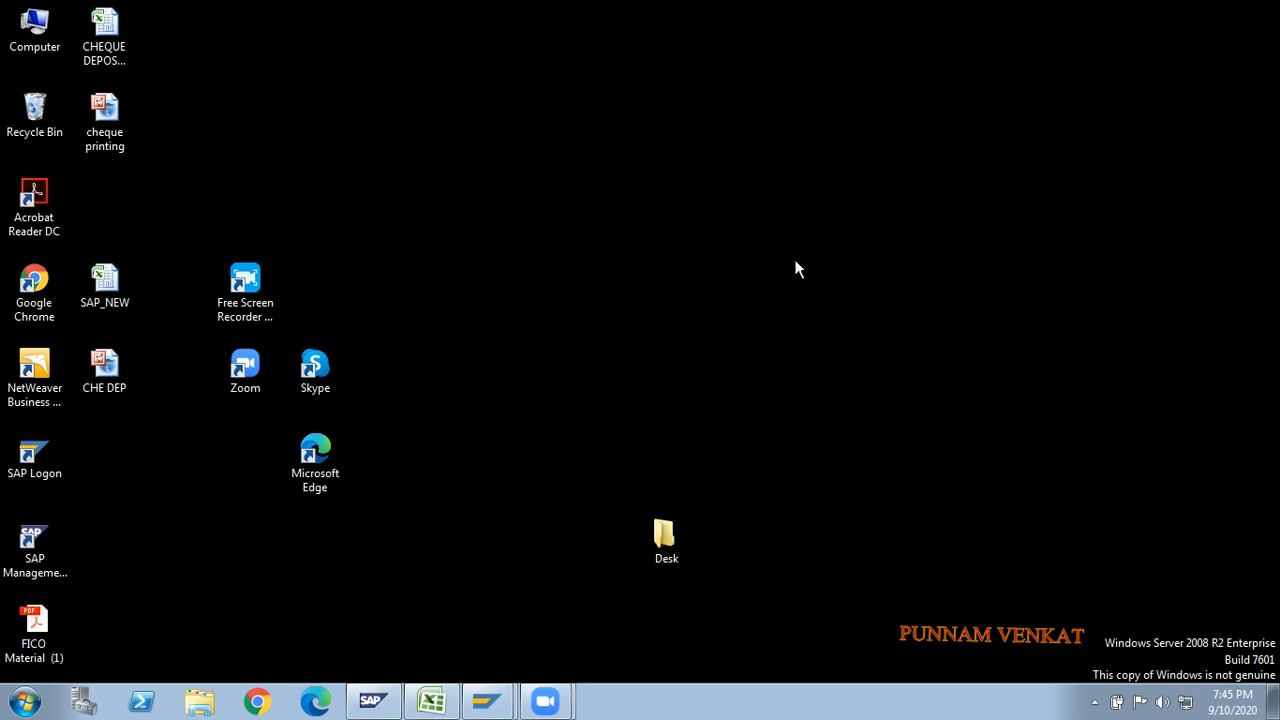 Computer
CHEQUE
DEPOS...
Recycle Bin
cheque
printing
Acrobat
Reader DC
Google
Chrome
SAP_NEW
Free Screen
Recorder ...
NetWeaver
Business ...
CHE DEP
Zoom
Skype
SAP Logon
Microsoft
Edge
SAP
Manageme...
Desk
FICO
Material (1)
PUNNAM VENKAT
Windows Server 2008 R2 Enterprise
Build 7601
This copy of Windows is not genuine
SAP
7:45 PM
9/10/2020